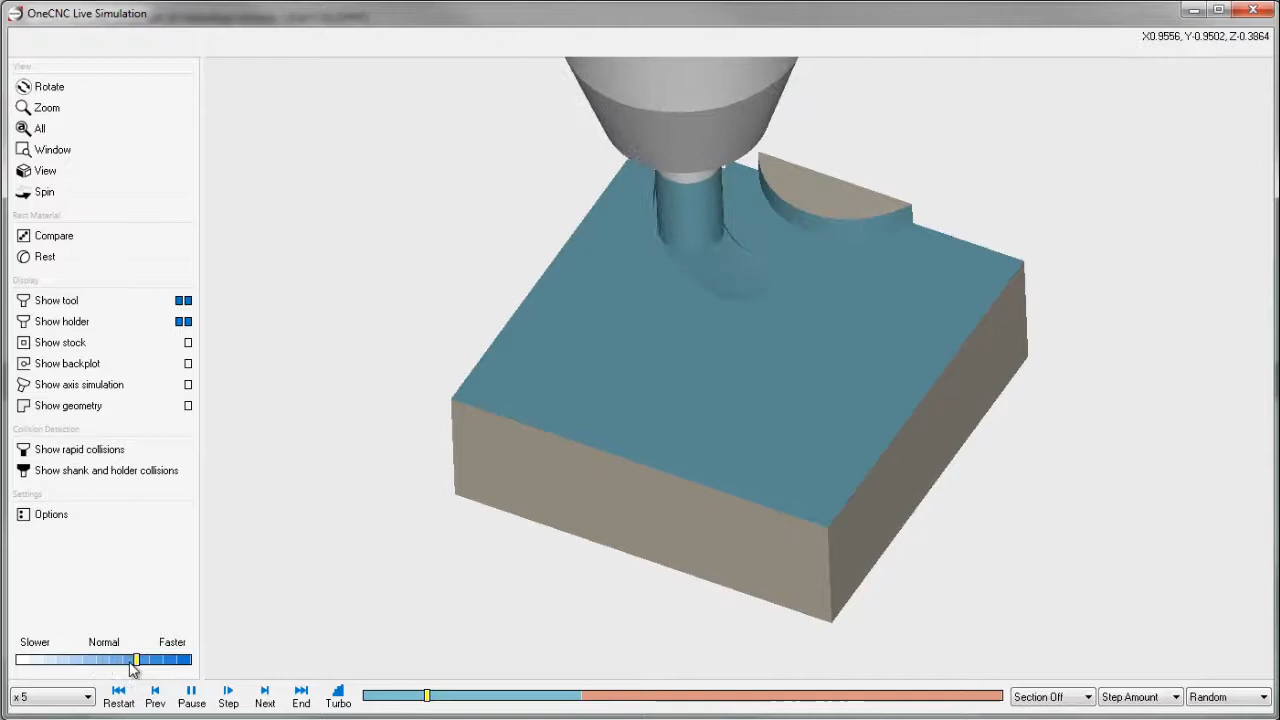 OneCNC Live Simulation
X0.9556, Y-0.9502, Z-0.3864
View
Rotate
Zoom
All
Window
View
Spin
Rest Material
Compare
Rest
Display
Show tool
Show holder
Show stock
Show backplot
Show axis simulation
Show geometry
Collision Detection
Show rapid collisions
Show shank and holder collisions
Settings
Options
Slower Normal Faster
x 5 Restart Prev Pause Step Next End Turbo Section Off Step Amount Random